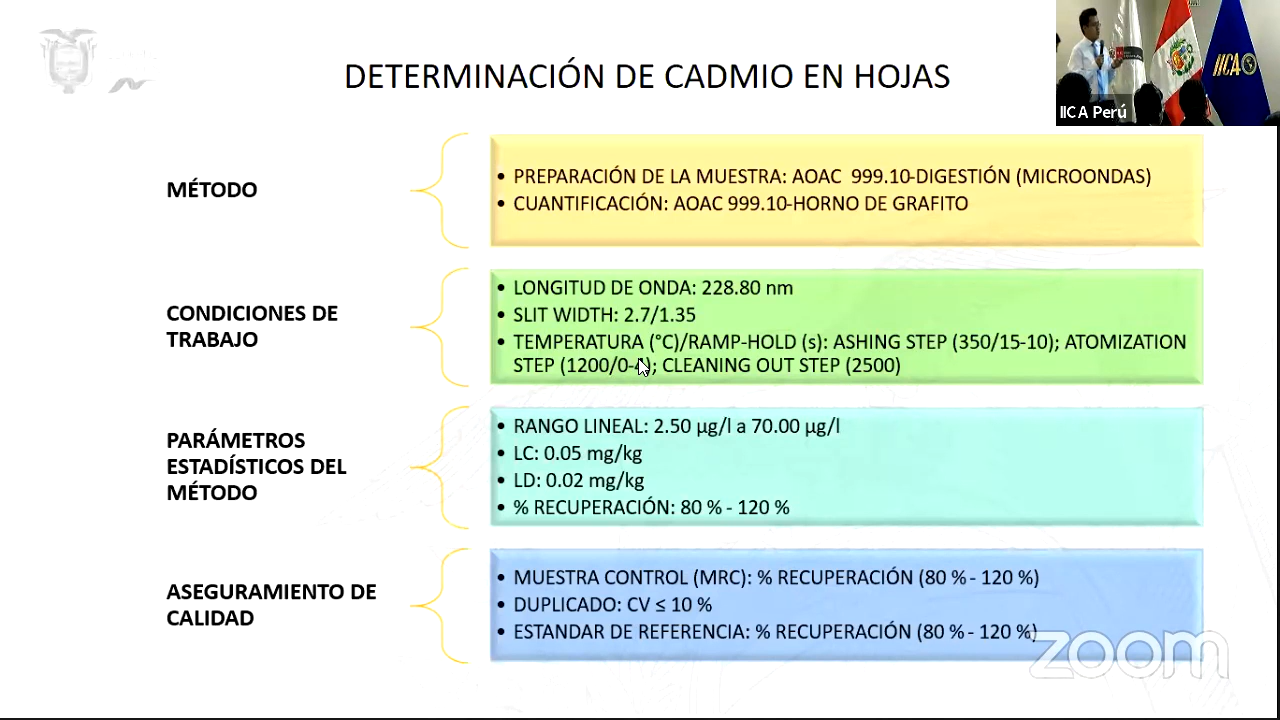 DETERMINACIÓN DE CADMIO EN HOJAS
IICA
IICA Perú
MÉTODO
• PREPARACIÓN DE LA MUESTRA: AOAC 999.10-DIGESTIÓN (MICROONDAS)
• CUANTIFICACIÓN: AOAC 999.10-HORNO DE GRAFITO
CONDICIONES DE
TRABAJO
• LONGITUD DE ONDA: 228.80 nm
• SLIT WIDTH: 2.7/1.35
• TEMPERATURA (°C)/RAMP-HOLD (s): ASHING STEP (350/15-10); ATOMIZATION
STEP (1200/0-); CLEANING OUT STEP (2500)
PARÁMETROS
ESTADÍSTICOS DEL
MÉTODO
• RANGO LINEAL: 2.50 µg/l a 70.00 µg/l
• LC: 0.05 mg/kg
• LD: 0.02 mg/kg
• % RECUPERACIÓN: 80 % - 120 %
ASEGURAMIENTO DE
CALIDAD
• MUESTRA CONTROL (MRC): % RECUPERACIÓN (80 % - 120 %)
• DUPLICADO: CV ≤ 10 %
• ESTANDAR DE REFERENCIA: % RECUPERACIÓN (80 % - 120 %)
zoom